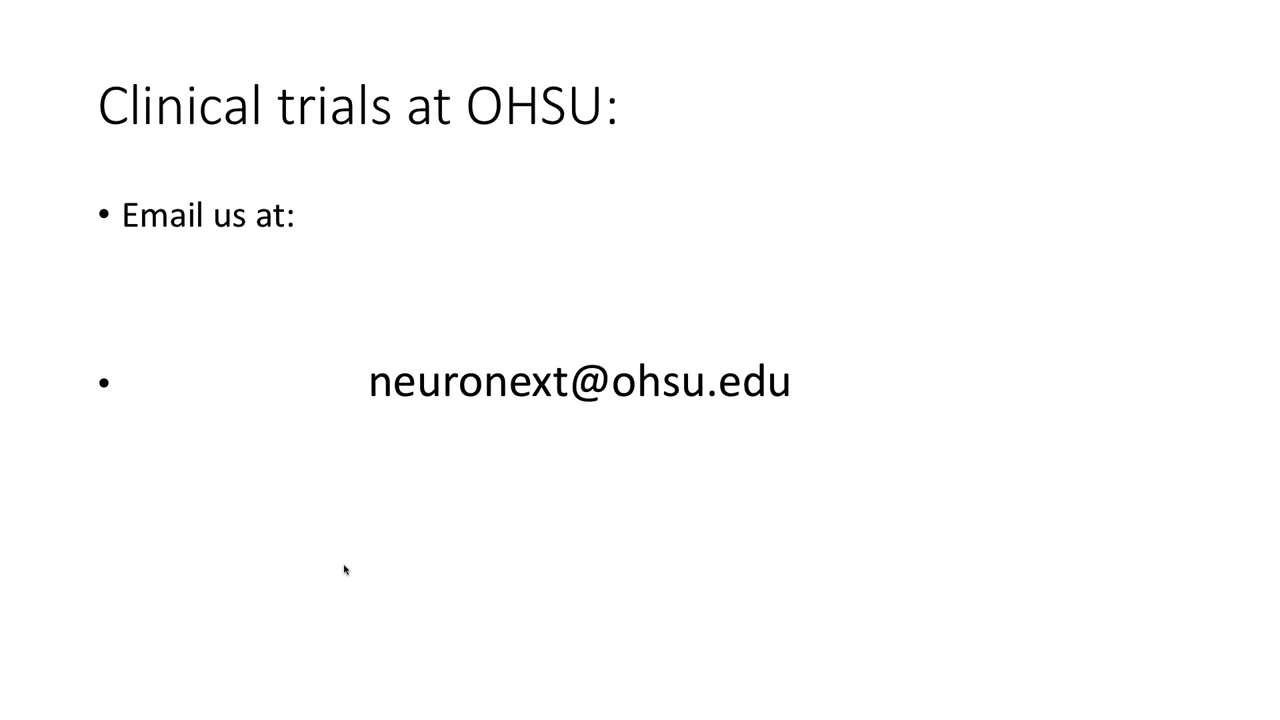 Clinical trials at OHSU:
• Email us at:
• neuronext@ohsu.edu